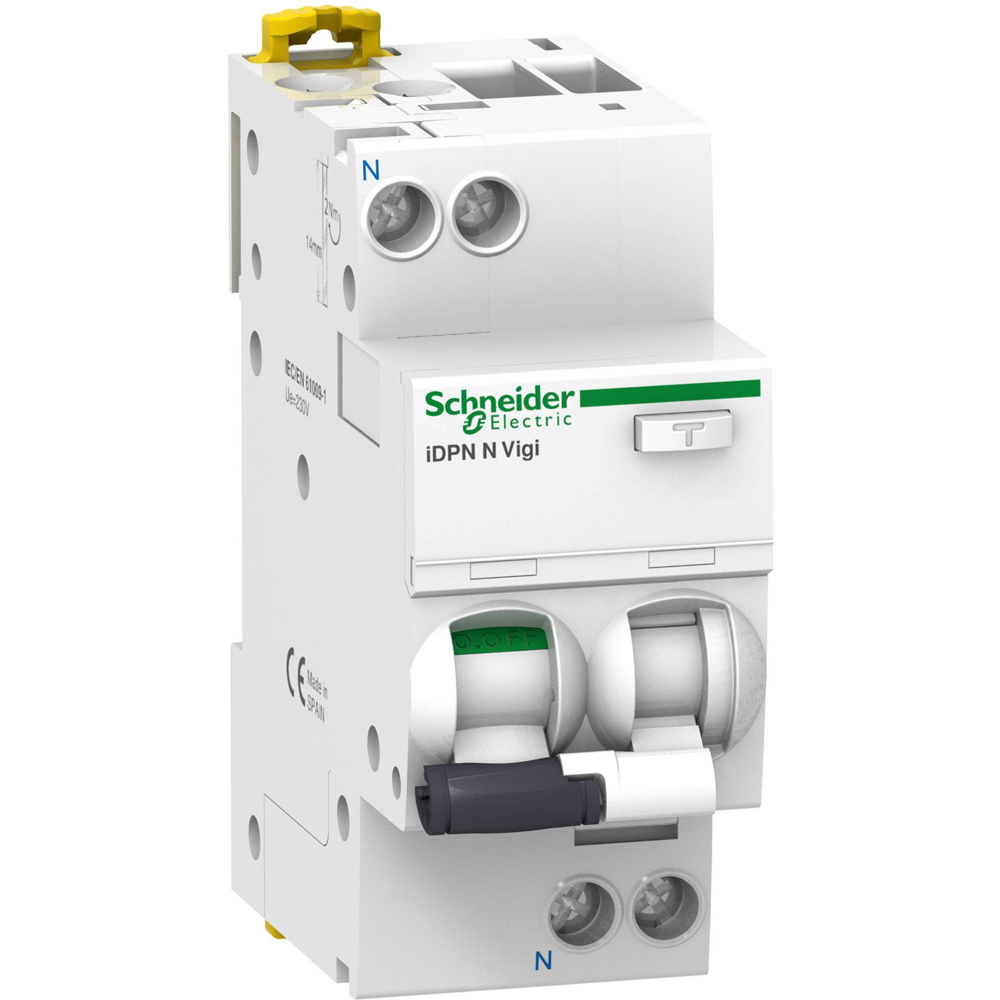 N
2Nm
14mm
IEC/EN 61009-1
Ue=230V
Schneider
Electric
iDPN N Vigi
T
O.OFF
CE
Made in
SPAIN
N